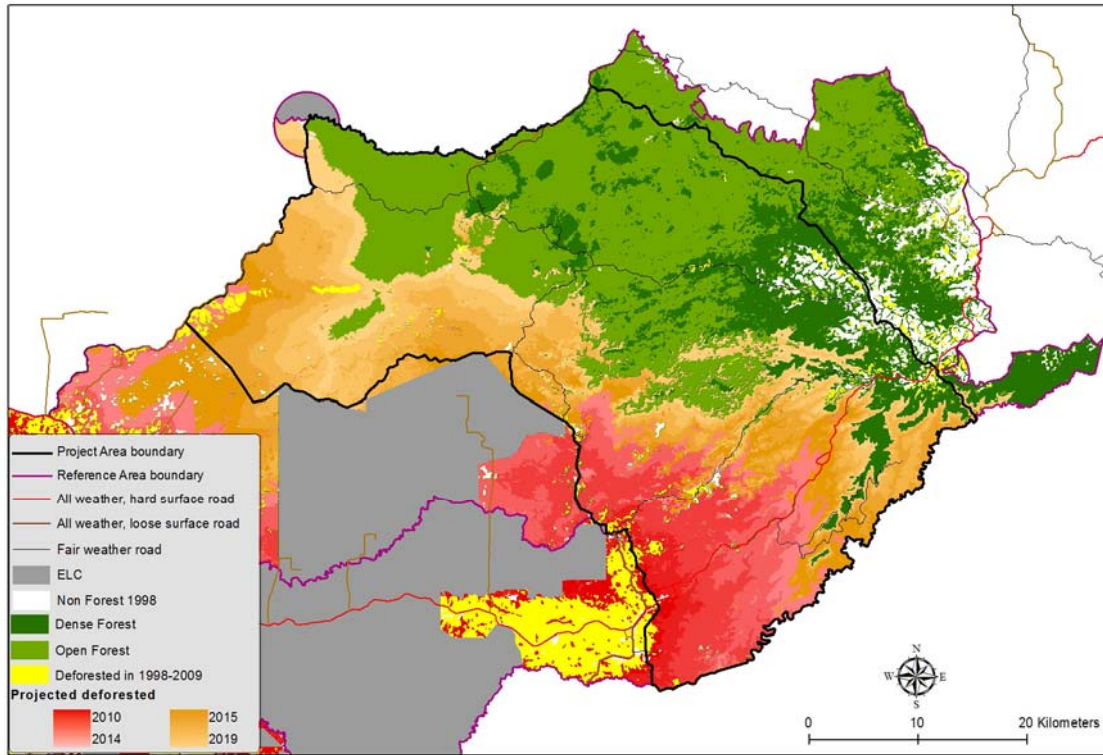 Project Area boundary
Reference Area boundary
All weather, hard surface road
All weather, loose surface road
Fair weather road
ELC
Non Forest 1998
Dense Forest
Open Forest
Deforested in 1998-2009
Projected deforested
2010 2015
2014 2019
N
W E
S
0 10 20 Kilometers